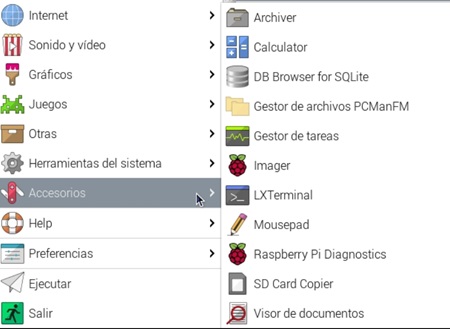 Internet
Sonido y vídeo
Gráficos
Juegos
Otras
Herramientas del sistema
Accesorios
Help
Preferencias
Ejecutar
Salir
Archiver
Calculator
DB Browser for SQLite
Gestor de archivos PCManFM
Gestor de tareas
Imager
LXTerminal
Mousepad
Raspberry Pi Diagnostics
SD Card Copier
Visor de documentos